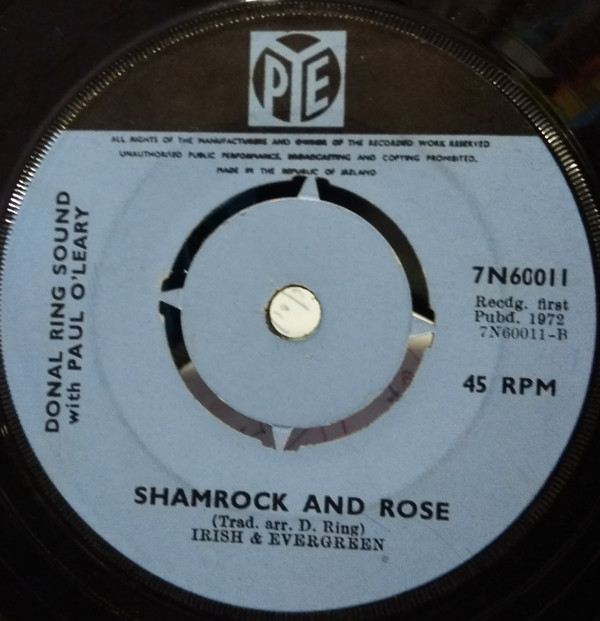 PYE
ALL RIGHTS OF THE MANUFACTURERS AND OWNERS OF THE RECORDED WORK RESERVED
UNAUTHORISED PUBLIC PERFORMANCE, BROADCASTING AND COPYING PROHIBITED.
MADE IN THE REPUBLIC OF IRELAND
DONAL RING SOUND
with PAUL O'LEARY
7N60011
Recdg. first
Pubd. 1972
7N60011-B
45 RPM
SHAMROCK AND ROSE
(Trad. arr. D. Ring)
IRISH & EVERGREEN